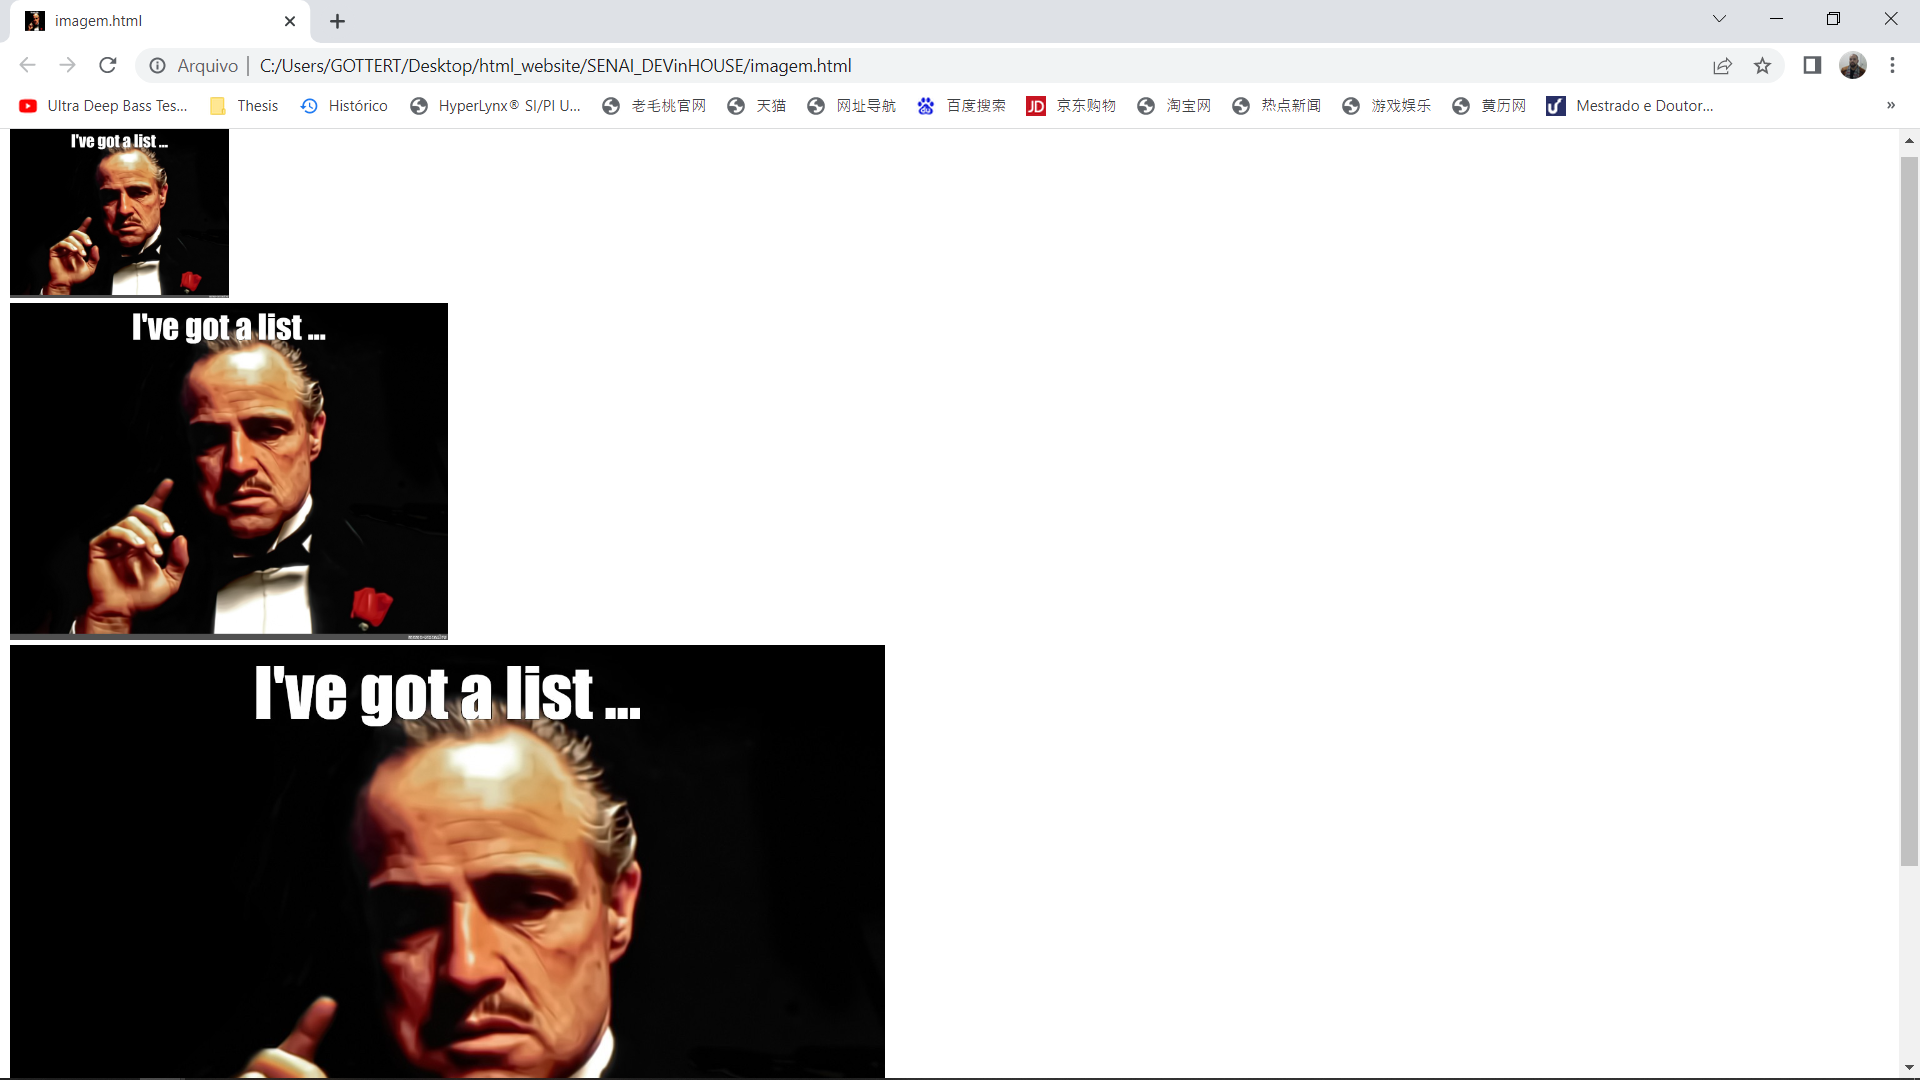 imagem.html
Arquivo
C:/Users/GOTTERT/Desktop/html_website/SENAI_DEVinHOUSE/imagem.html
Ultra Deep Bass Tes... Thesis Histórico HyperLynx® SI/PI U... 老毛桃官网 天猫 网址导航 百度搜索 JD 京东购物 淘宝网 热点新闻 游戏娱乐 黄历网 Mestrado e Doutor... »
I've got a list ...
I've got a list ...
I've got a list ...